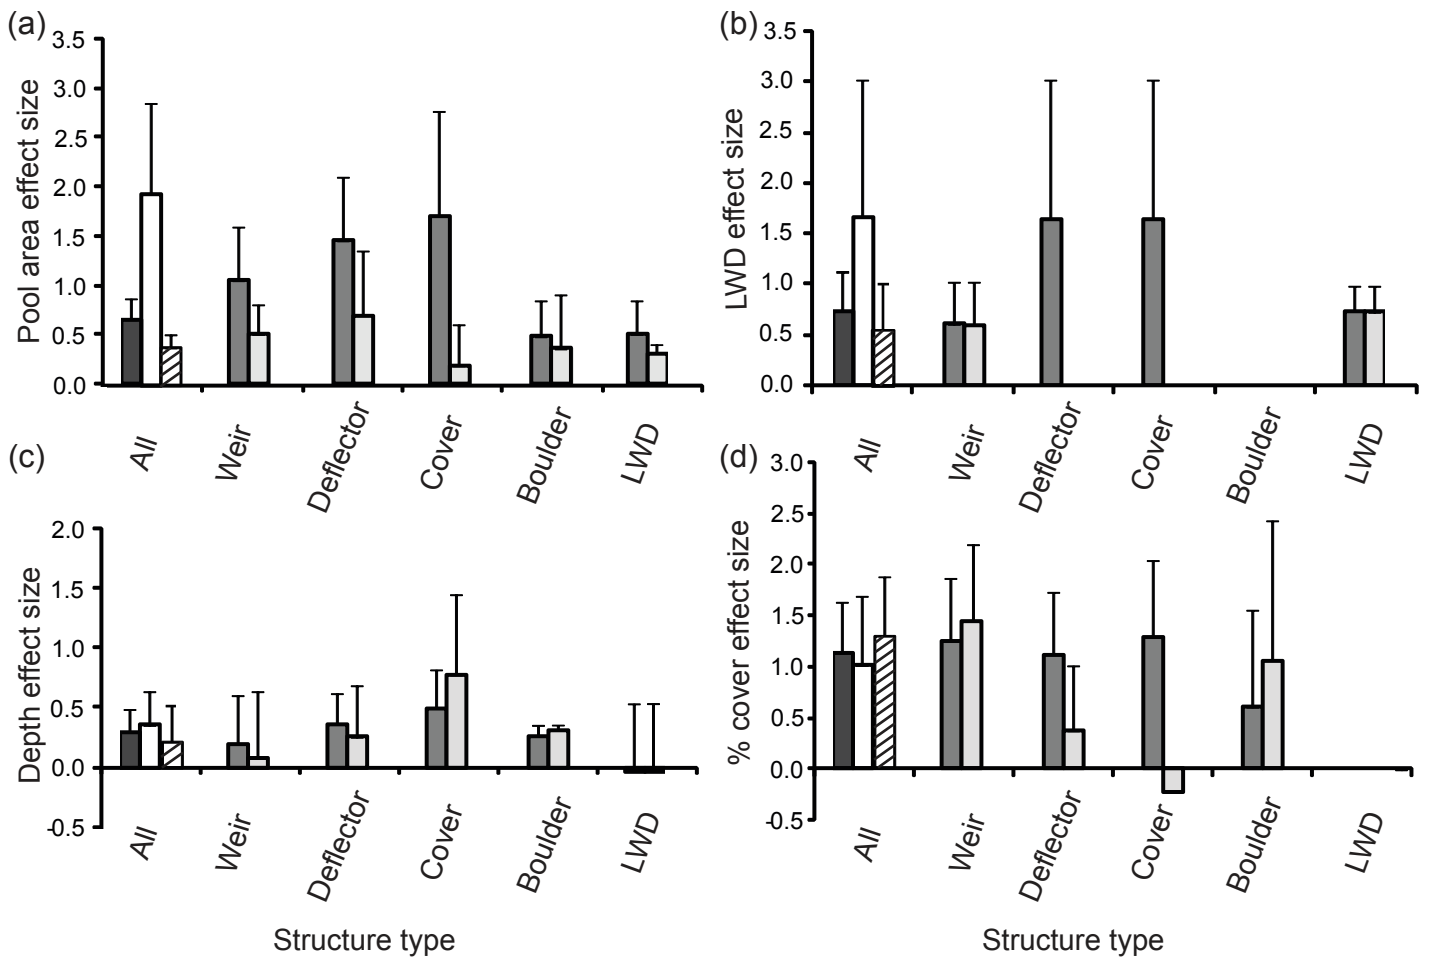 (a)
Pool area effect size
3.5
3.0
2.5
2.0
1.5
1.0
0.5
0.0
All
Weir
Deflector
Cover
Boulder
LWD
(b)
LWD effect size
3.5
3.0
2.5
2.0
1.5
1.0
0.5
0.0
All
Weir
Deflector
Cover
Boulder
LWD
(c)
Depth effect size
2.0
1.5
1.0
0.5
0.0
-0.5
All
Weir
Deflector
Cover
Boulder
LWD
Structure type
(d)
% cover effect size
3.0
2.5
2.0
1.5
1.0
0.5
0.0
-0.5
All
Weir
Deflector
Cover
Boulder
LWD
Structure type